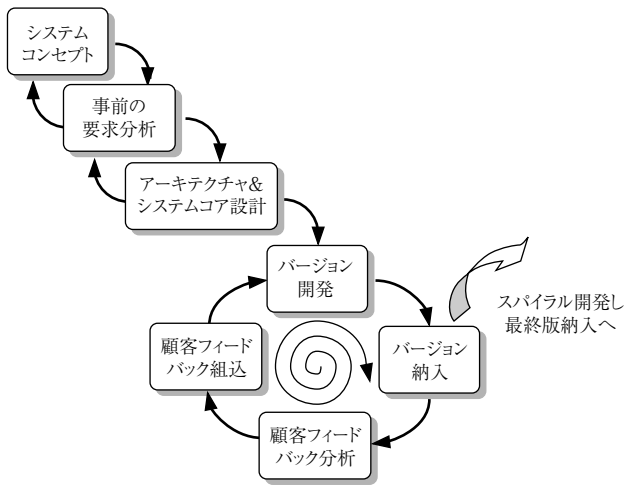 システム
コンセプト
事前の
要求分析
アーキテクチャ&
システムコア設計
バージョン
開発
スパイラル開発し
最終版納入へ
顧客フィード
バック組込
バージョン
納入
顧客フィード
バック分析